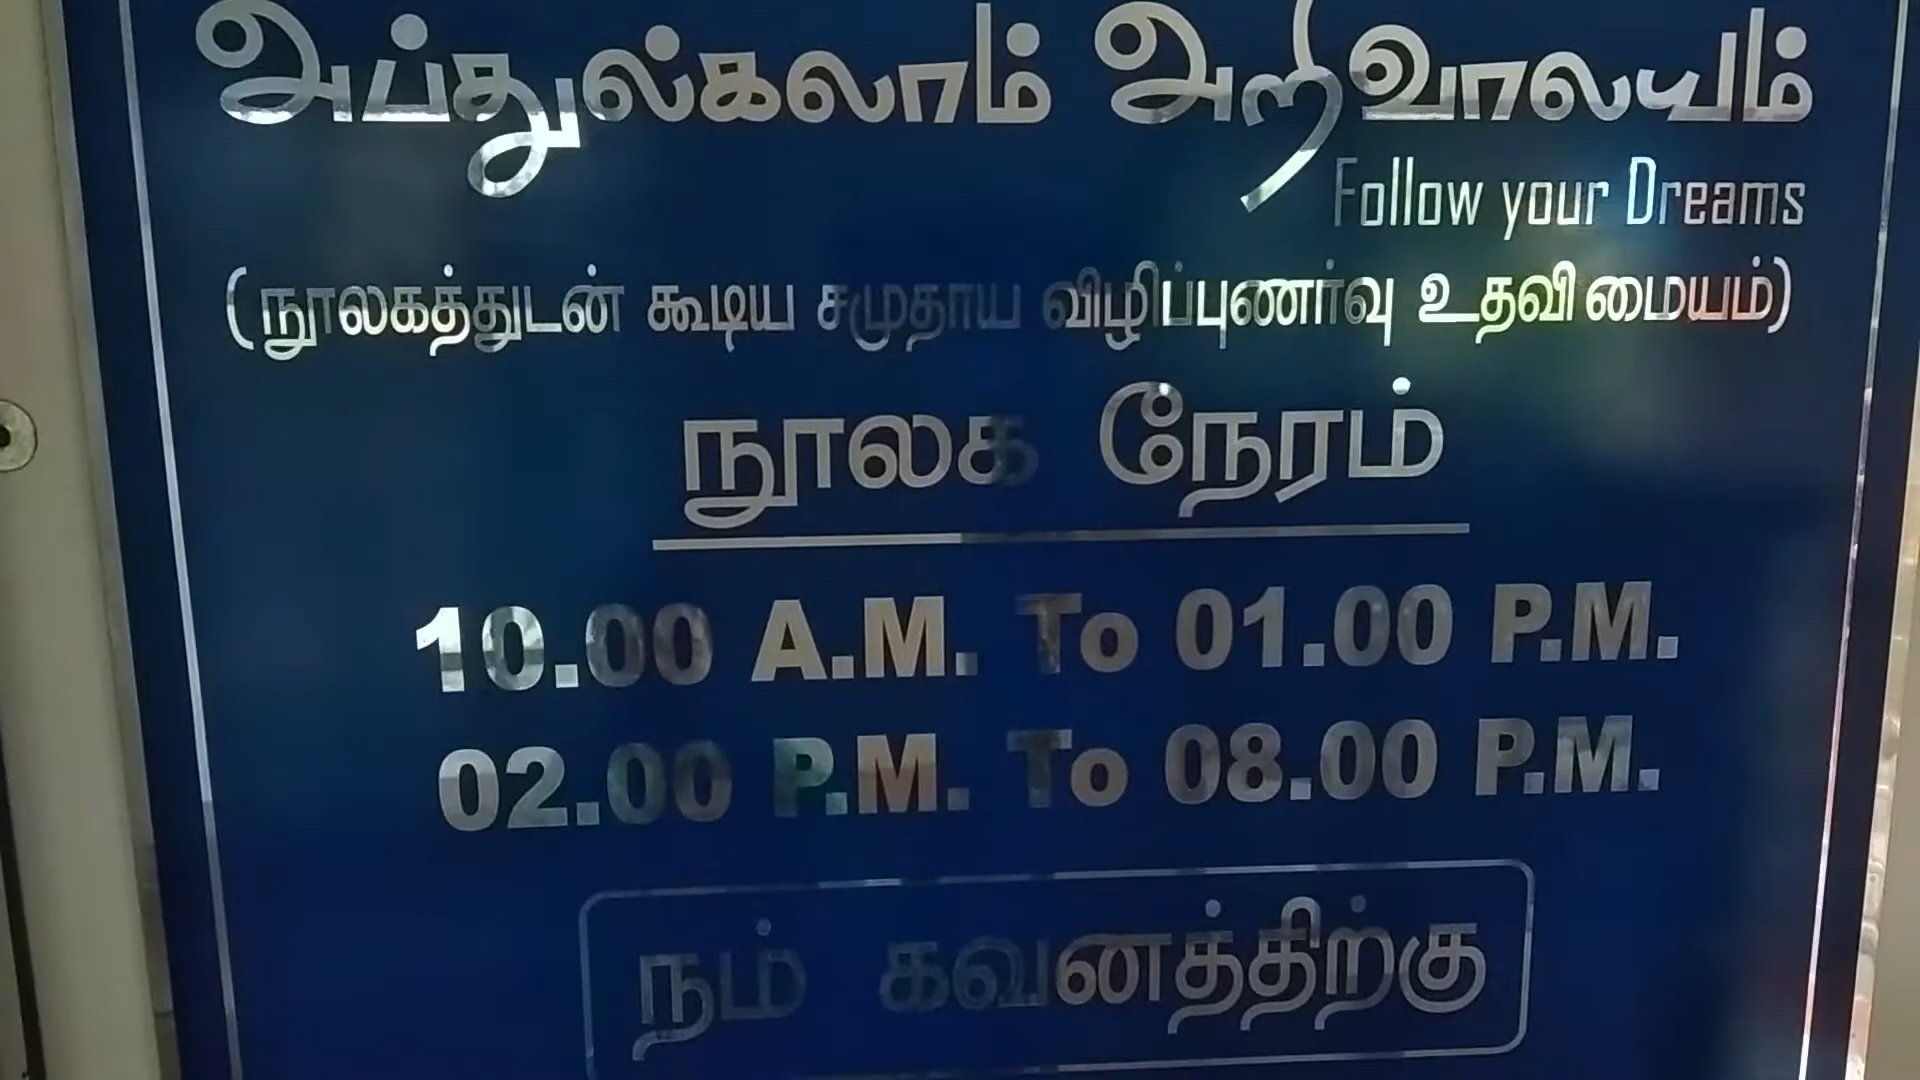 அப்துல்கலாம் அறிவாலயம்
Follow your Dreams
(நூலகத்துடன் கூடிய சமுதாய விழிப்புணர்வு உதவி மையம்)
நூலக நேரம்
10.00 A.M. To 01.00 P.M.
02.00 P.M. To 08.00 P.M.
நம் கவனத்திற்கு